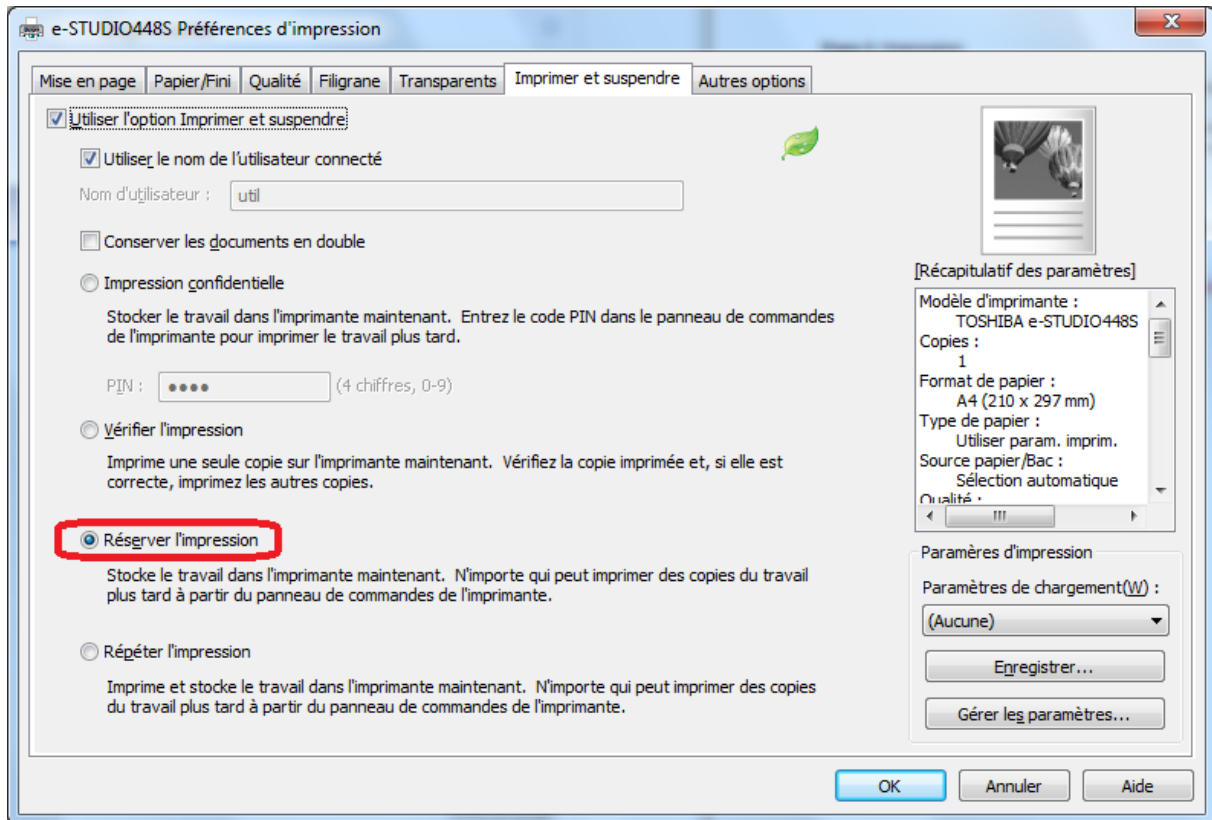 e-STUDIO448S Préférences d'impression
Mise en page Papier/Fini Qualité Filigrane Transparents Imprimer et suspendre Autres options
Utiliser l'option Imprimer et suspendre
Utiliser le nom de l'utilisateur connecté
Nom d'utilisateur : util
Conserver les documents en double
Impression confidentielle
Stocker le travail dans l'imprimante maintenant. Entrez le code PIN dans le panneau de commandes
de l'imprimante pour imprimer le travail plus tard.
PIN : •••• (4 chiffres, 0-9)
Vérifier l'impression
Imprime une seule copie sur l'imprimante maintenant. Vérifiez la copie imprimée et, si elle est
correcte, imprimez les autres copies.
Réserver l'impression
Stocke le travail dans l'imprimante maintenant. N'importe qui peut imprimer des copies du travail
plus tard à partir du panneau de commandes de l'imprimante.
Répéter l'impression
Imprime et stocke le travail dans l'imprimante maintenant. N'importe qui peut imprimer des copies
du travail plus tard à partir du panneau de commandes de l'imprimante.
[Récapitulatif des paramètres]
Modèle d'imprimante :
TOSHIBA e-STUDIO448S
Copies :
1
Format de papier :
A4 (210 x 297 mm)
Type de papier :
Utiliser param. imprim.
Source papier/Bac :
Sélection automatique
Qualité :
Paramères d'impression
Paramètres de chargement(W) :
(Aucune)
Enregistrer...
Gérer les paramètres...
OK Annuler Aide